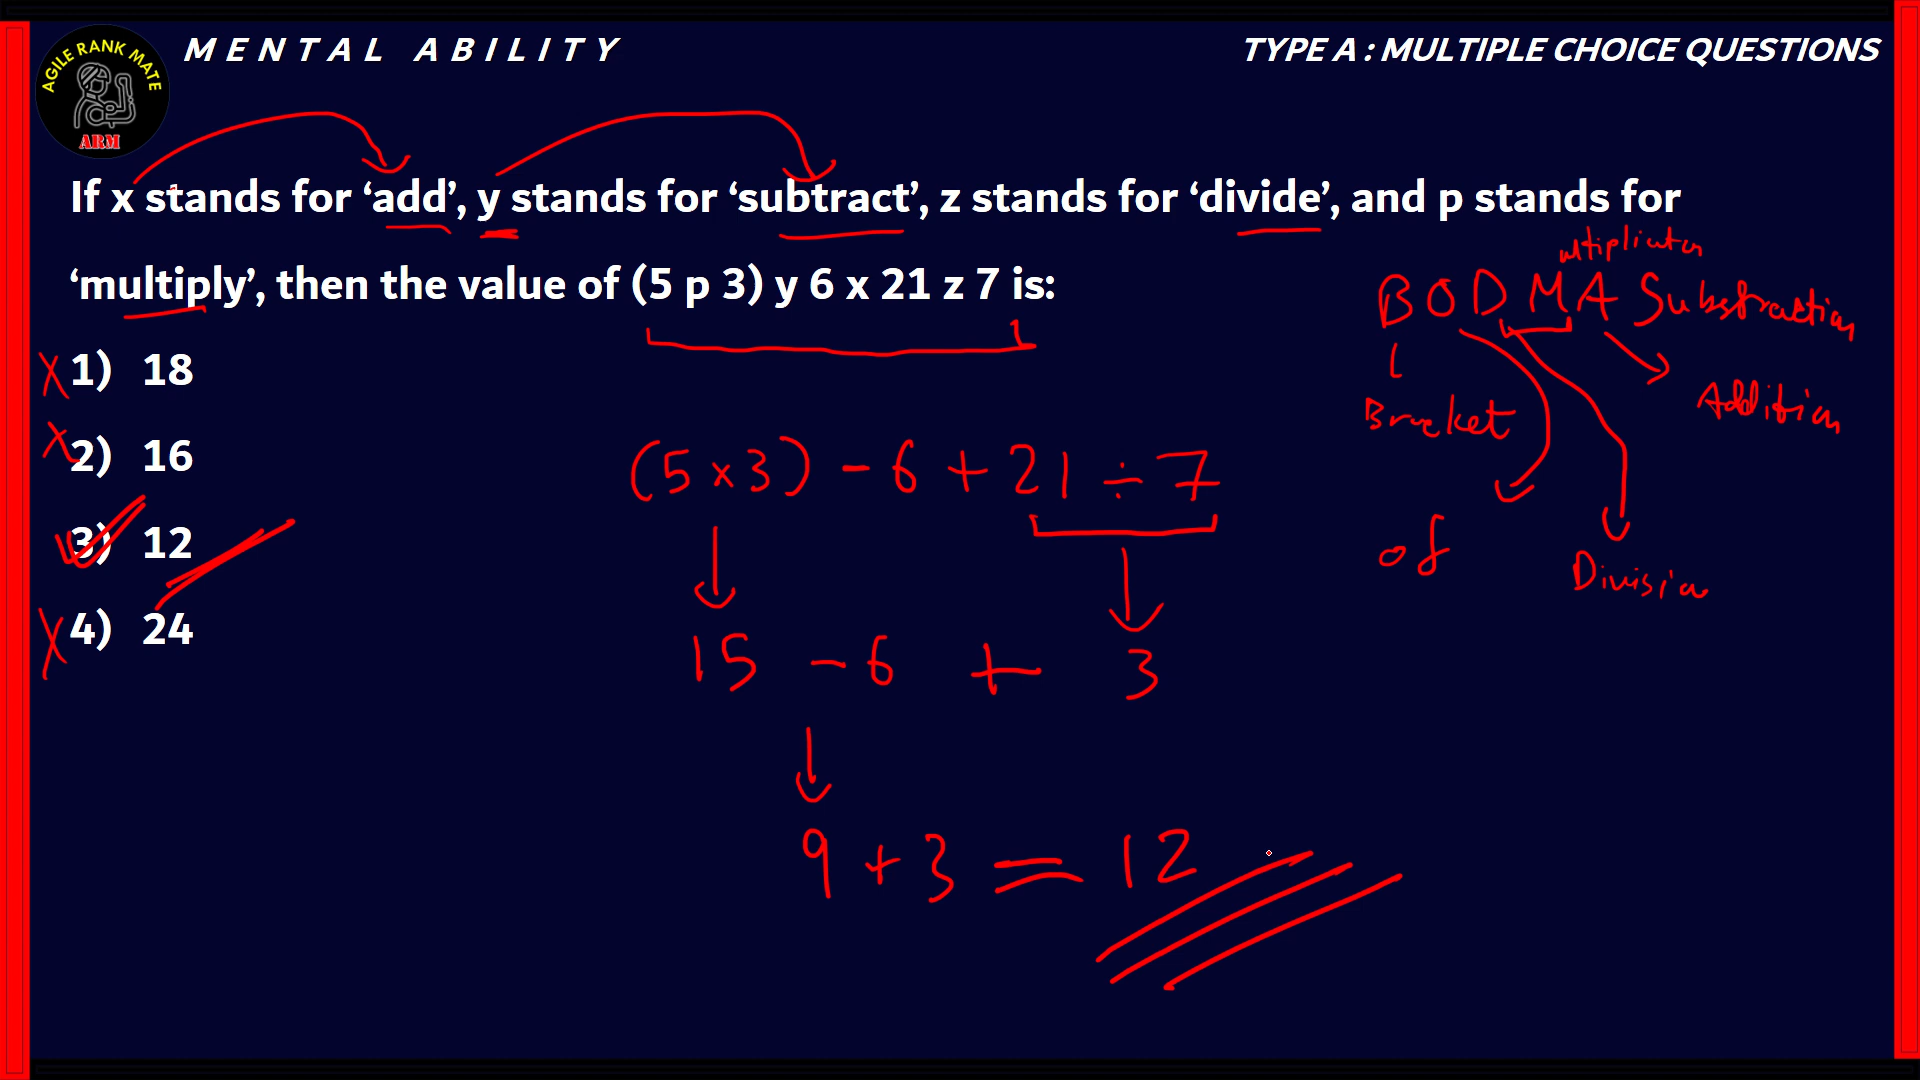 AGILE RANK MATE
ARM
MENTAL ABILITY
TYPE A : MULTIPLE CHOICE QUESTIONS
If x stands for ‘add’, y stands for ‘subtract’, z stands for ‘divide’, and p stands for
‘multiply’, then the value of (5 p 3) y 6 x 21 z 7 is:
1) 18
2) 16
3) 12
4) 24
BODMA Substraction
Bracket
Addition
of
Division
(5 × 3) - 6 + 21 ÷ 7
15 - 6 + 3
9 + 3 = 12